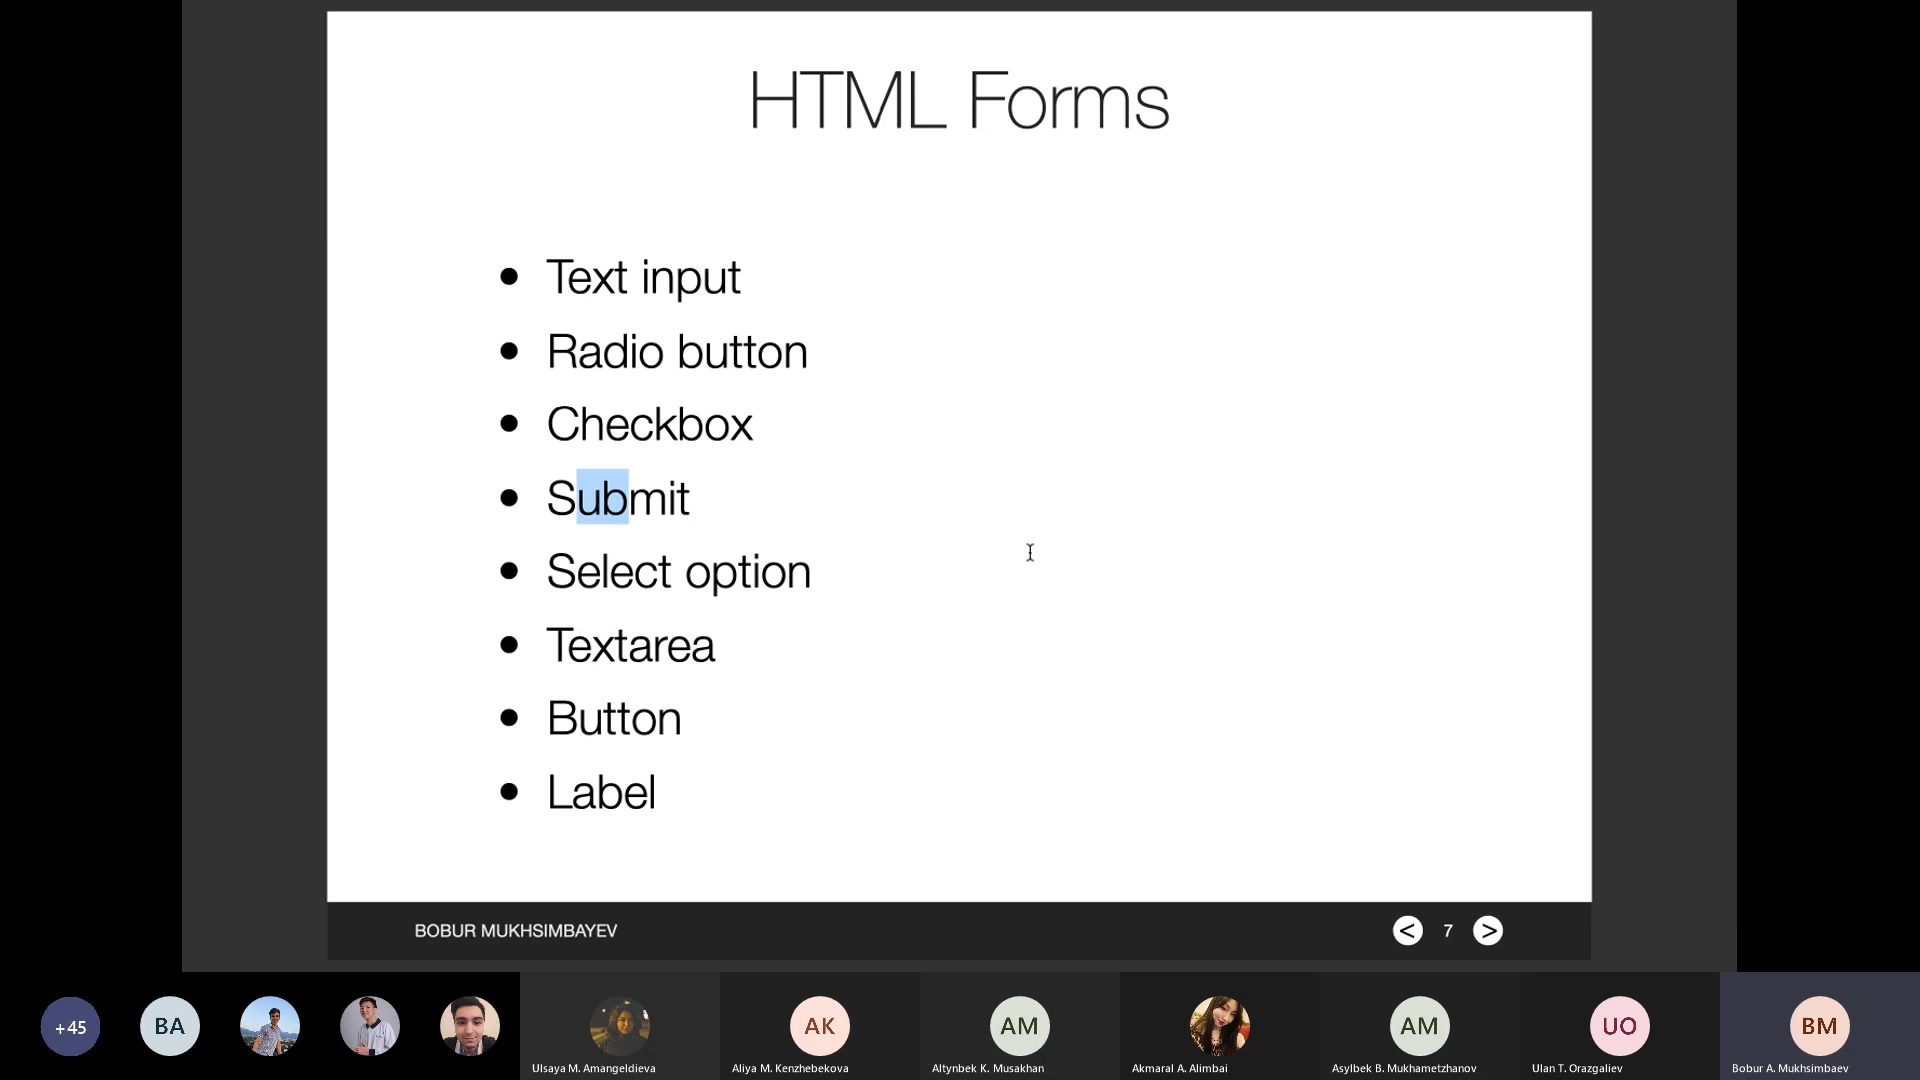 HTML Forms
• Text input
• Radio button
• Checkbox
• Submit
• Select option
• Textarea
• Button
• Label
BOBUR MUKHSIMBAYEV
< 7 >
+45
BA
AK
AM
AM
UO
BM
Ulsaya M. Amangeldieva
Aliya M. Kenzhebekova
Altynbek K. Musakhan
Akmaral A. Alimbai
Asylbek B. Mukhametzhanov
Ulan T. Orazgaliev
Bobur A. Mukhsimbaev